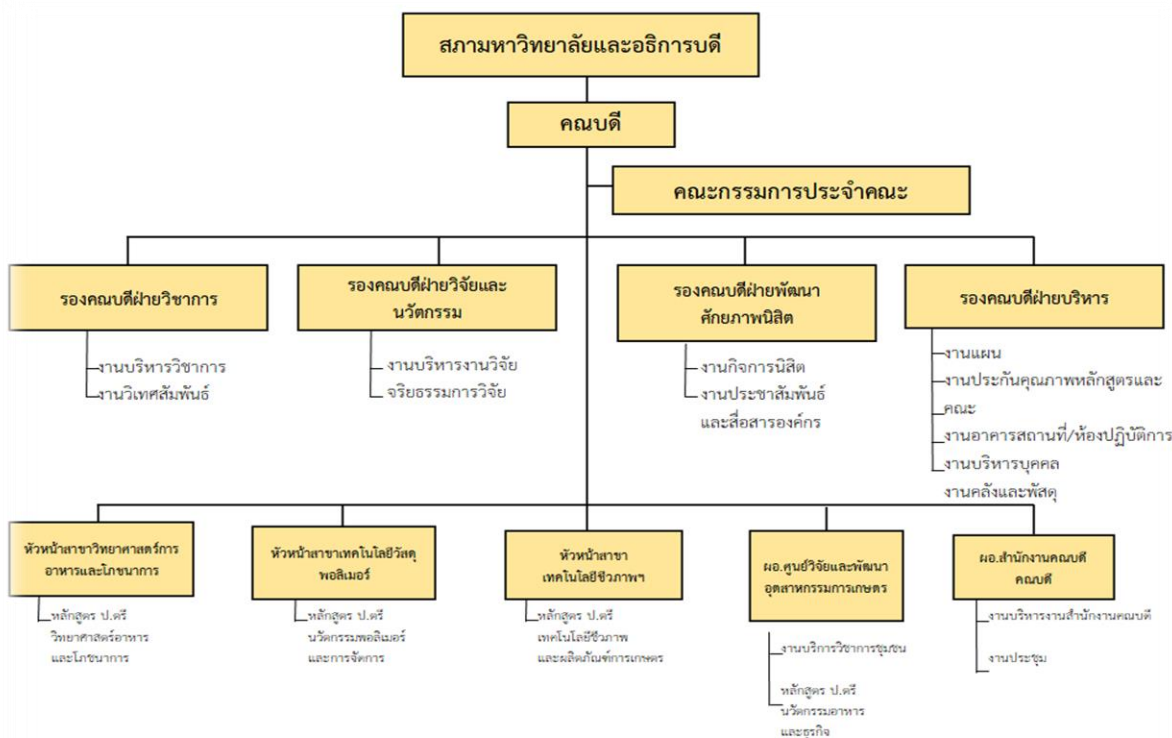 สภามหาวิทยาลัยและอธิการบดี
คณบดี
คณะกรรมการประจำคณะ
รองคณบดีฝ่ายวิชาการ
งานบริหารวิชาการ
งานวิเทศสัมพันธ์
รองคณบดีฝ่ายวิจัยและ
นวัตกรรม
งานบริหารงานวิจัย
จริยธรรมการวิจัย
รองคณบดีฝ่ายพัฒนา
ศักยภาพนิสิต
งานกิจการนิสิต
งานประชาสัมพันธ์
และสื่อสารองค์กร
รองคณบดีฝ่ายบริหาร
งานแผน
งานประกันคุณภาพหลักสูตรและ
คณะ
งานอาคารสถานที่/ห้องปฏิบัติการ
งานบริหารบุคคล
งานคลังและพัสดุ
หัวหน้าสาขาวิทยาศาสตร์การ
อาหารและโภชนาการ
หลักสูตร ป.ตรี
วิทยาศาสตร์อาหาร
และโภชนาการ
หัวหน้าสาขาเทคโนโลยีวัสดุ
พอลิเมอร์
หลักสูตร ป.ตรี
นวัตกรรมพอลิเมอร์
และการจัดการ
หัวหน้าสาขา
เทคโนโลยีชีวภาพฯ
หลักสูตร ป.ตรี
เทคโนโลยีชีวภาพ
และผลิตภัณฑ์การเกษตร
ผอ.ศูนย์วิจัยและพัฒนา
อุตสาหกรรมการเกษตร
งานบริการวิชาการชุมชน
หลักสูตร ป.ตรี
นวัตกรรมอาหาร
และธุรกิจ
ผอ.สำนักงานคณบดี
คณบดี
งานบริหารงานสำนักงานคณบดี
งานประชุม